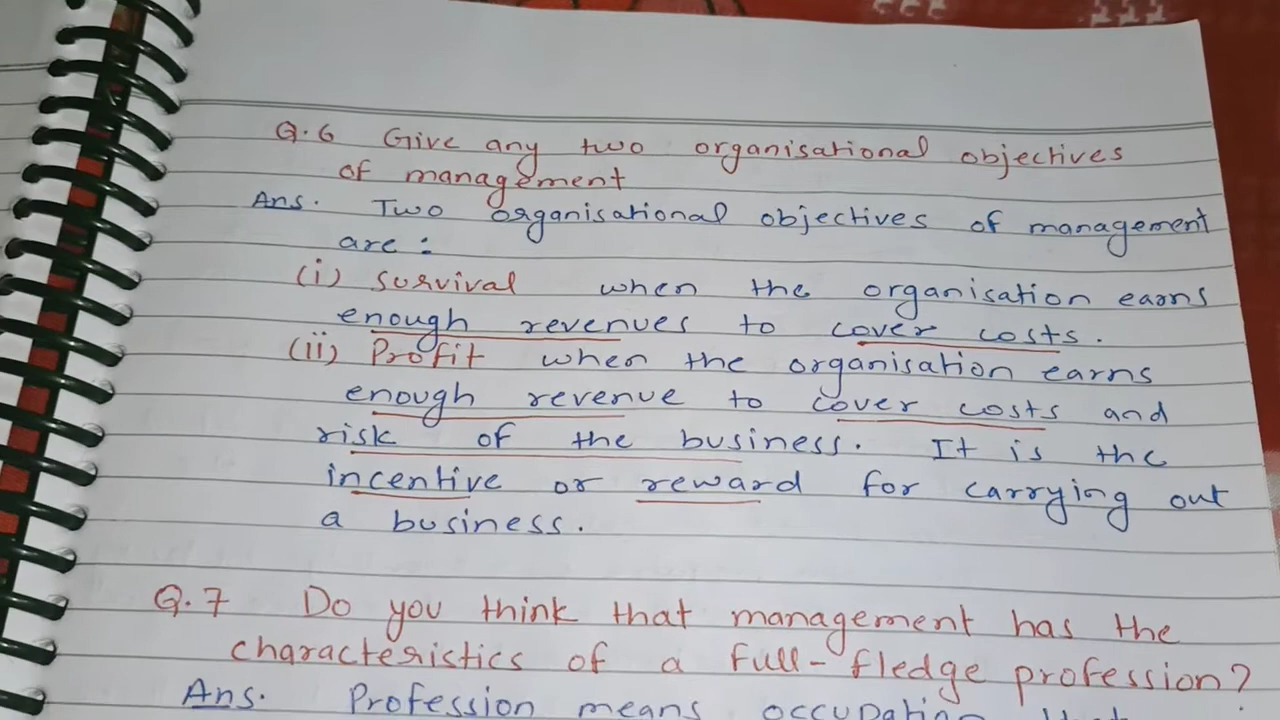 Q.6 Give any two organisational objectives
of management
Ans. Two organisational objectives of management
are :
(i) survival when the organisation earns
enough revenues to cover costs.
(ii) Profit when the organisation earns
enough revenue to cover costs and
risk of the business. It is the
incentive or reward for carrying out
a business.
Q.7 Do you think that management has the
characteristics of a full-fledge profession?
Ans. Profession means occupation